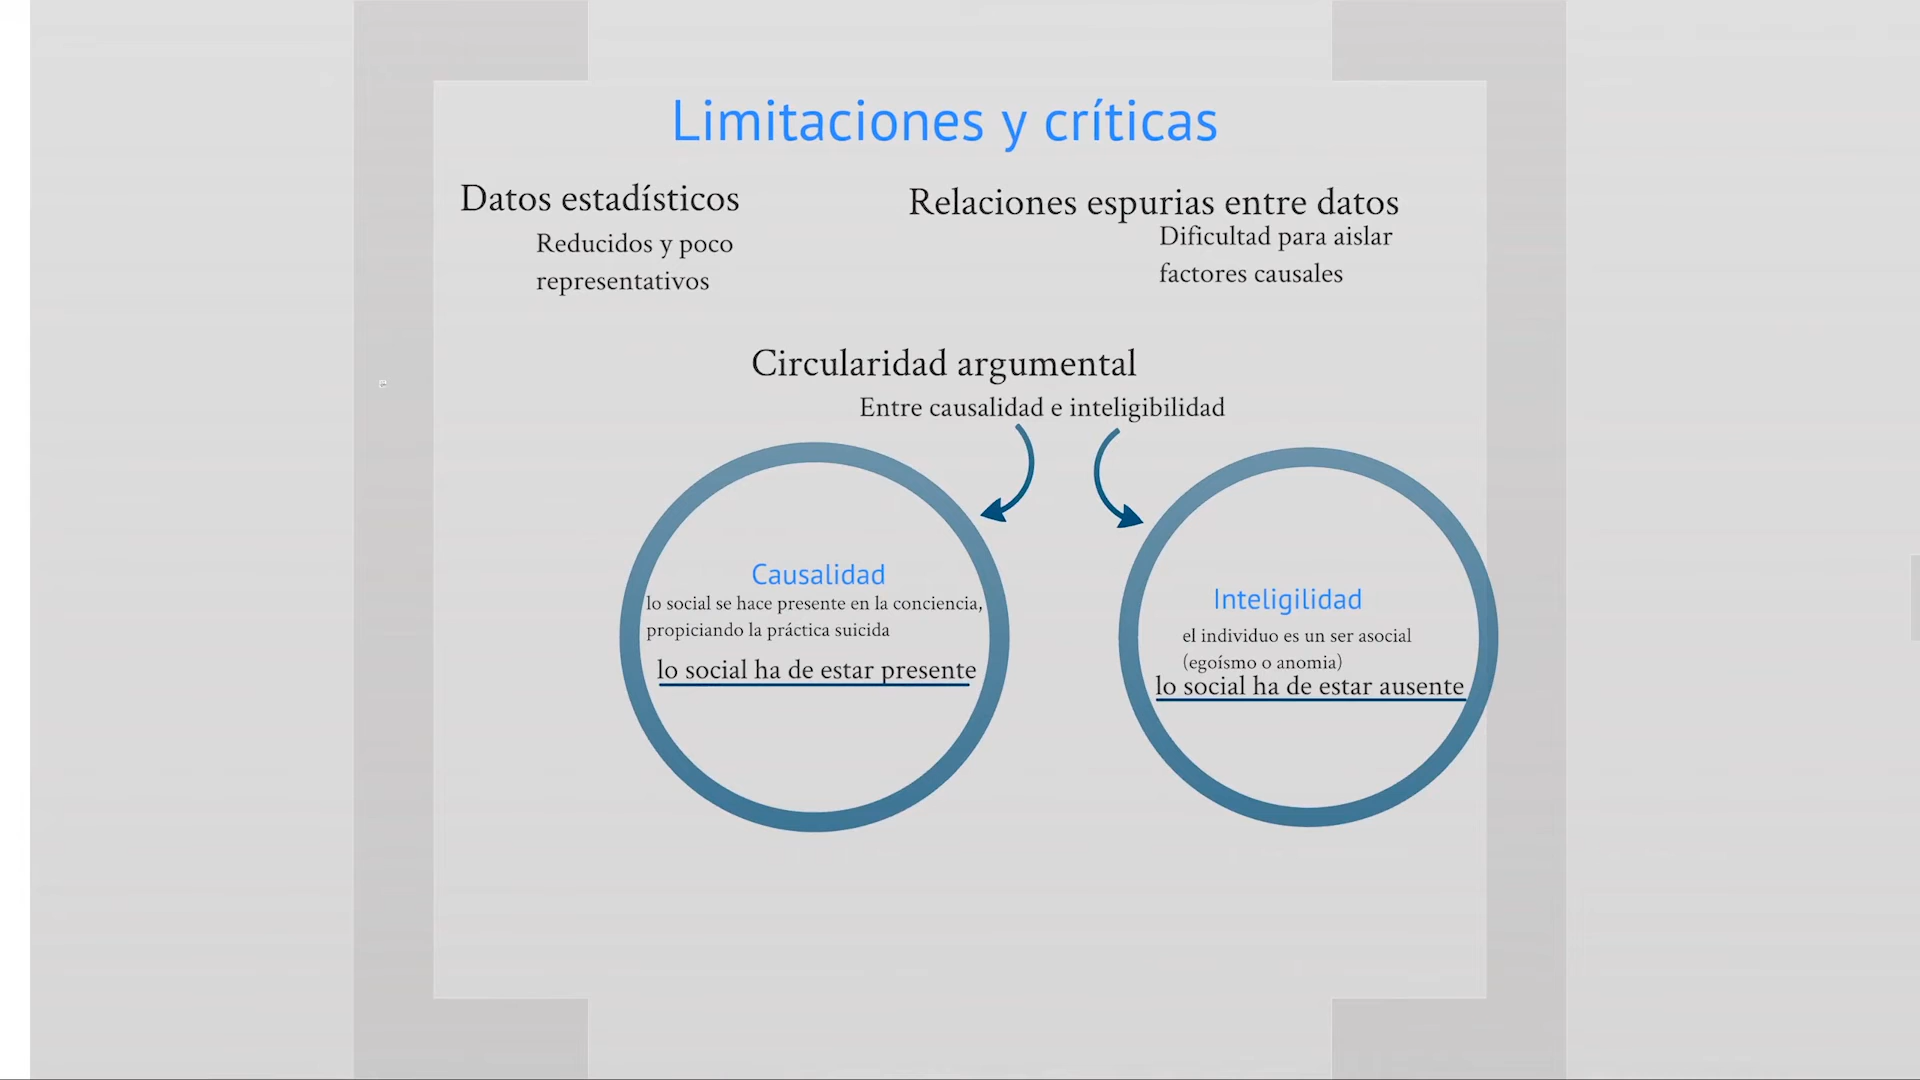 Limitaciones y críticas
Datos estadísticos
Reducidos y poco
representativos
Relaciones espurias entre datos
Dificultad para aislar
factores causales
Circularidad argumental
Entre causalidad e inteligibilidad
Causalidad
lo social se hace presente en la conciencia,
propiciando la práctica suicida
lo social ha de estar presente
Inteligilidad
el individuo es un ser asocial
(egoísmo o anomia)
lo social ha de estar ausente